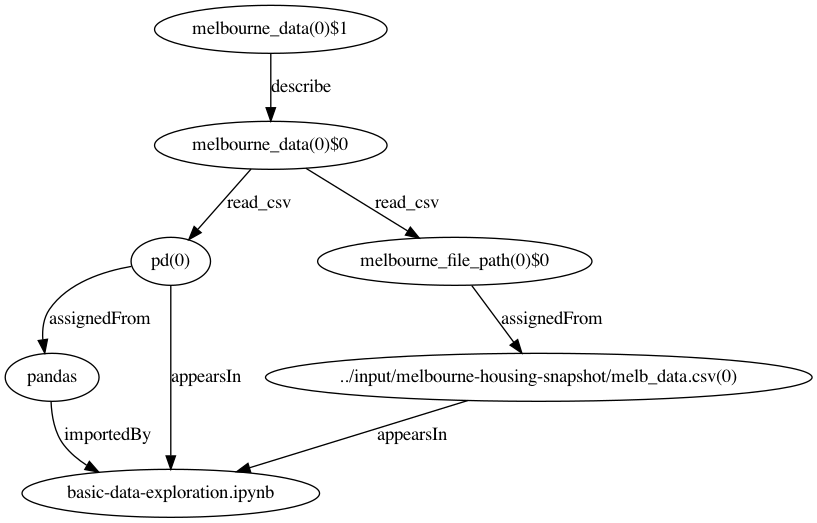 melbourne_data(0)$1
describe
melbourne_data(0)$0
read_csv
read_csv
pd(0)
melbourne_file_path(0)$0
assignedFrom
assignedFrom
pandas
appearsIn
../input/melbourne-housing-snapshot/melb_data.csv(0)
importedBy
appearsIn
basic-data-exploration.ipynb